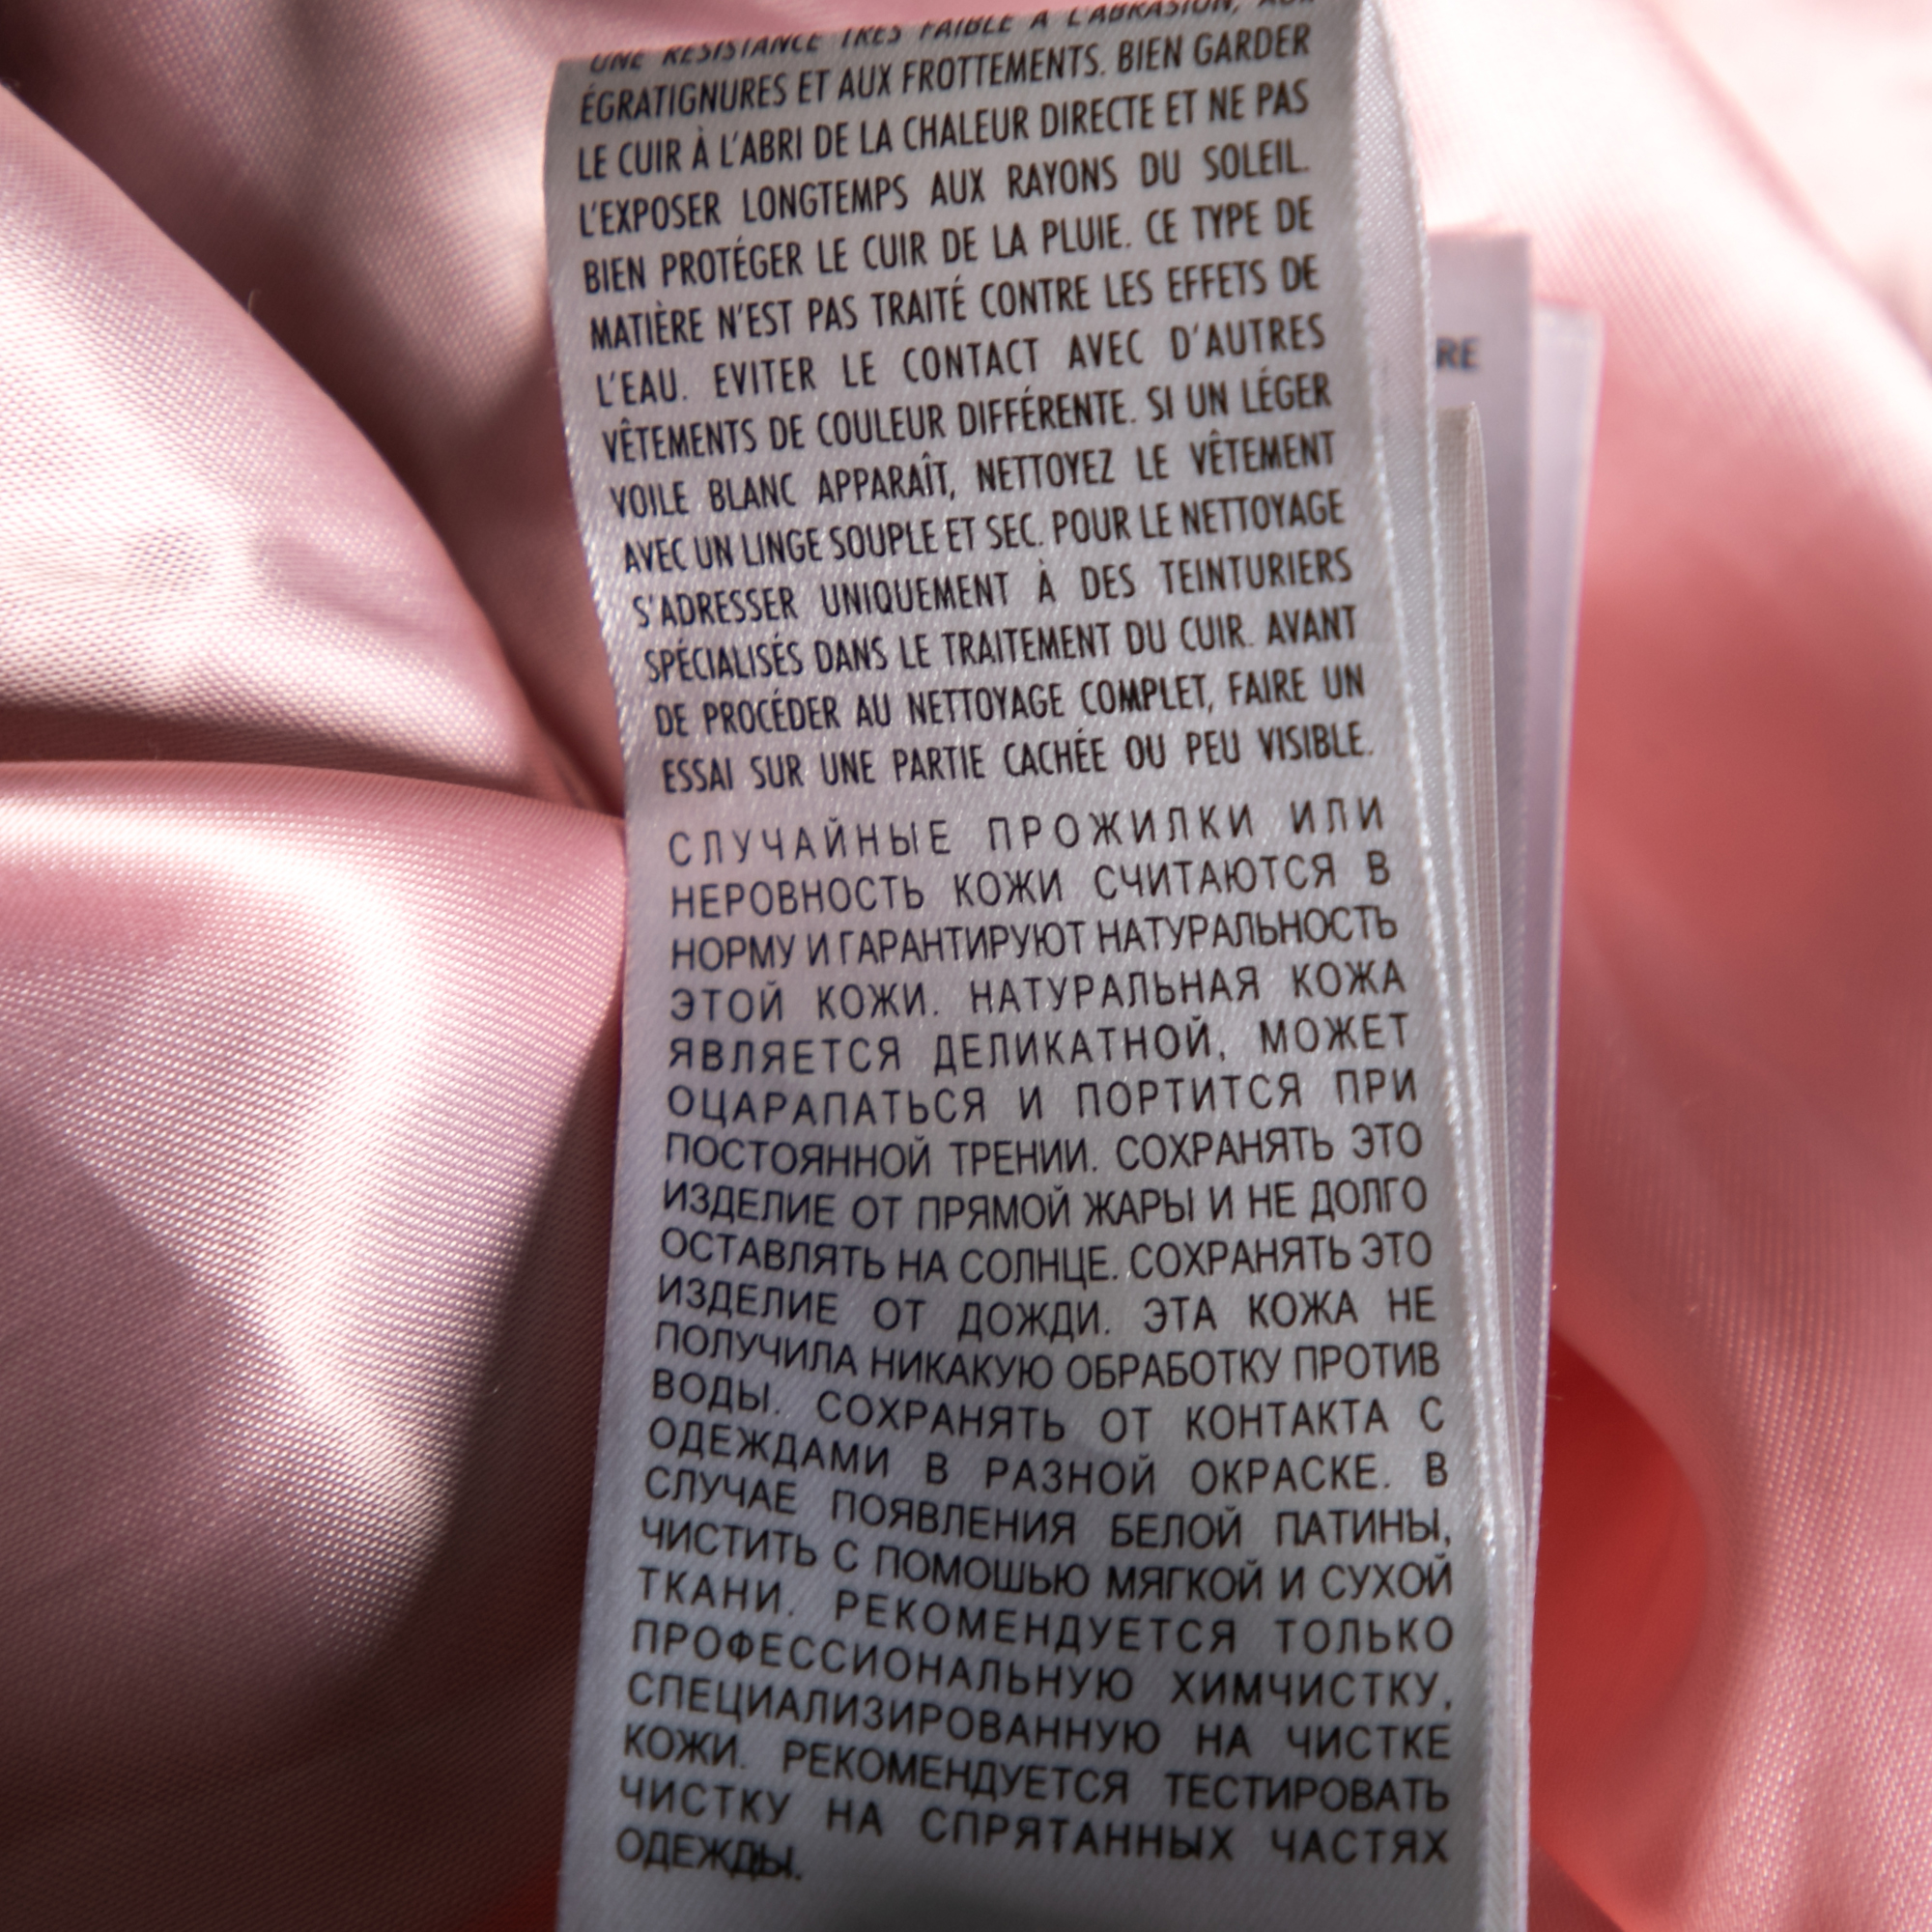 UNE RESISTANCE TRES FAIBLE A L'ABRASION, AUX
ÉGRATIGNURES ET AUX FROTTEMENTS. BIEN GARDER
LE CUIR À L'ABRI DE LA CHALEUR DIRECTE ET NE PAS
L'EXPOSER LONGTEMPS AUX RAYONS DU SOLEIL.
BIEN PROTÉGER LE CUIR DE LA PLUIE. CE TYPE DE
MATIÈRE N'EST PAS TRAITÉ CONTRE LES EFFETS DE
L'EAU. EVITER LE CONTACT AVEC D'AUTRES
VÊTEMENTS DE COULEUR DIFFÉRENTE. SI UN LÉGER
VOILE BLANC APPARAÎT, NETTOYEZ LE VÊTEMENT
AVEC UN LINGE SOUPLE ET SEC. POUR LE NETTOYAGE
S'ADRESSER UNIQUEMENT À DES TEINTURIERS
SPÉCIALISÉS DANS LE TRAITEMENT DU CUIR. AVANT
DE PROCÉDER AU NETTOYAGE COMPLET, FAIRE UN
ESSAI SUR UNE PARTIE CACHÉE OU PEU VISIBLE.
СЛУЧАЙНЫЕ ПРОЖИЛКИ ИЛИ
НЕРОВНОСТЬ КОЖИ СЧИТАЮТСЯ В
НОРМУ И ГАРАНТИРУЮТ НАТУРАЛЬНОСТЬ
ЭТОЙ КОЖИ. НАТУРАЛЬНАЯ КОЖА
ЯВЛЯЕТСЯ ДЕЛИКАТНОЙ, МОЖЕТ
ОЦАРАПАТЬСЯ И ПОРТИТСЯ ПРИ
ПОСТОЯННОЙ ТРЕНИИ. СОХРАНЯТЬ ЭТО
ИЗДЕЛИЕ ОТ ПРЯМОЙ ЖАРЫ И НЕ ДОЛГО
ОСТАВЛЯТЬ НА СОЛНЦЕ. СОХРАНЯТЬ ЭТО
ИЗДЕЛИЕ ОТ ДОЖДИ. ЭТА КОЖА НЕ
ПОЛУЧИЛА НИКАКУЮ ОБРАБОТКУ ПРОТИВ
ВОДЫ. СОХРАНЯТЬ ОТ КОНТАКТА С
ОДЕЖДАМИ В РАЗНОЙ ОКРАСКЕ. В
СЛУЧАЕ ПОЯВЛЕНИЯ БЕЛОЙ ПАТИНЫ,
ЧИСТИТЬ С ПОМОШЬЮ МЯГКОЙ И СУХОЙ
ТКАНИ. РЕКОМЕНДУЕТСЯ ТОЛЬКО
ПРОФЕССИОНАЛЬНУЮ ХИМЧИСТКУ,
СПЕЦИАЛИЗИРОВАННУЮ НА ЧИСТКЕ
КОЖИ. РЕКОМЕНДУЕТСЯ ТЕСТИРОВАТЬ
ЧИСТКУ НА СПРЯТАННЫХ ЧАСТЯХ
ОДЕЖДЫ.